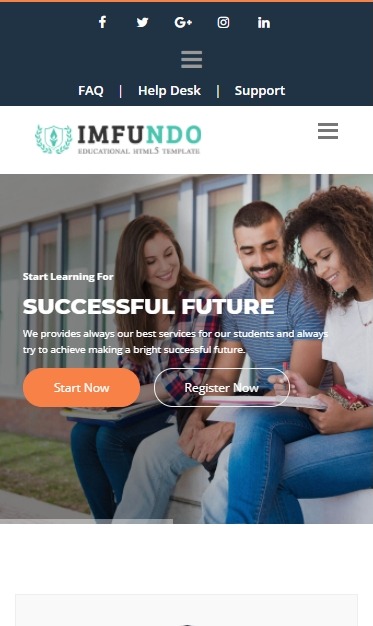 FAQ | Help Desk | Support
IMFUNDO
EDUCATIONAL HTML5 TEMPLATE
Start Learning For
SUCCESSFUL FUTURE
We provides always our best services for our students and always
try to achieve making a bright successful future.
Start Now
Register Now